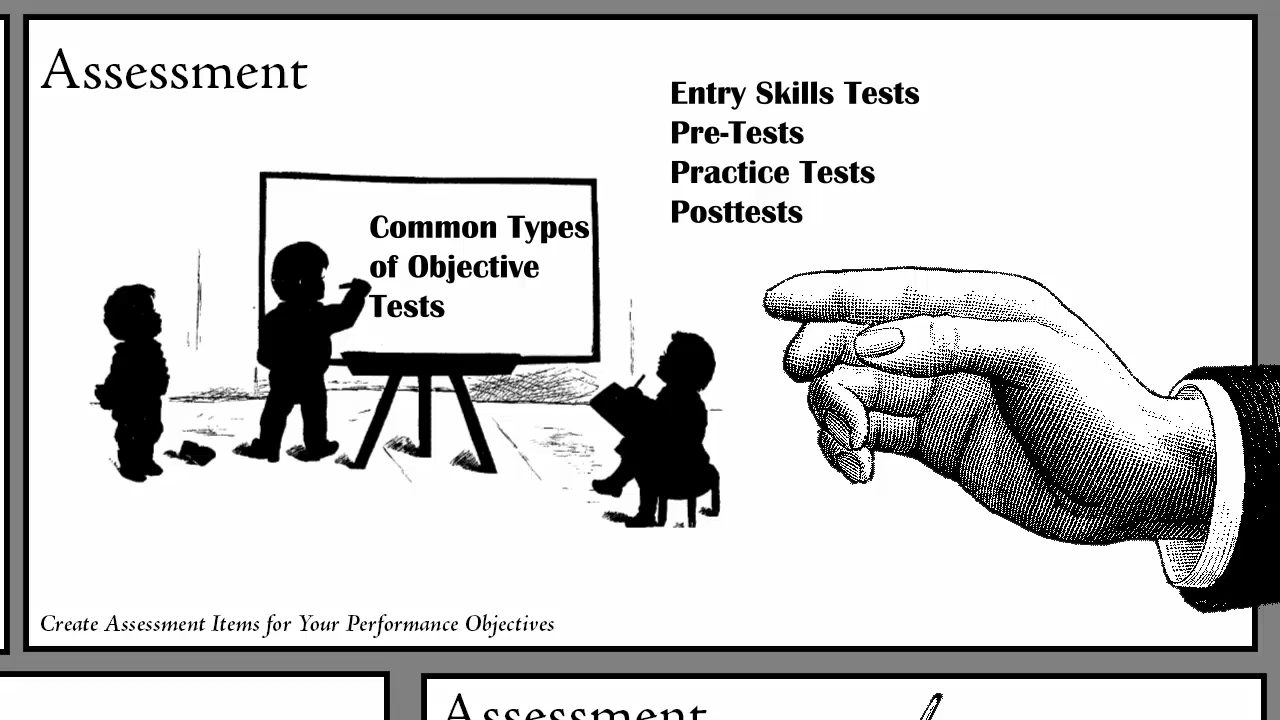 Assessment
Entry Skills Tests
Pre-Tests
Practice Tests
Posttests
Common Types
of Objective
Tests
Create Assessment Items for Your Performance Objectives
Assessment